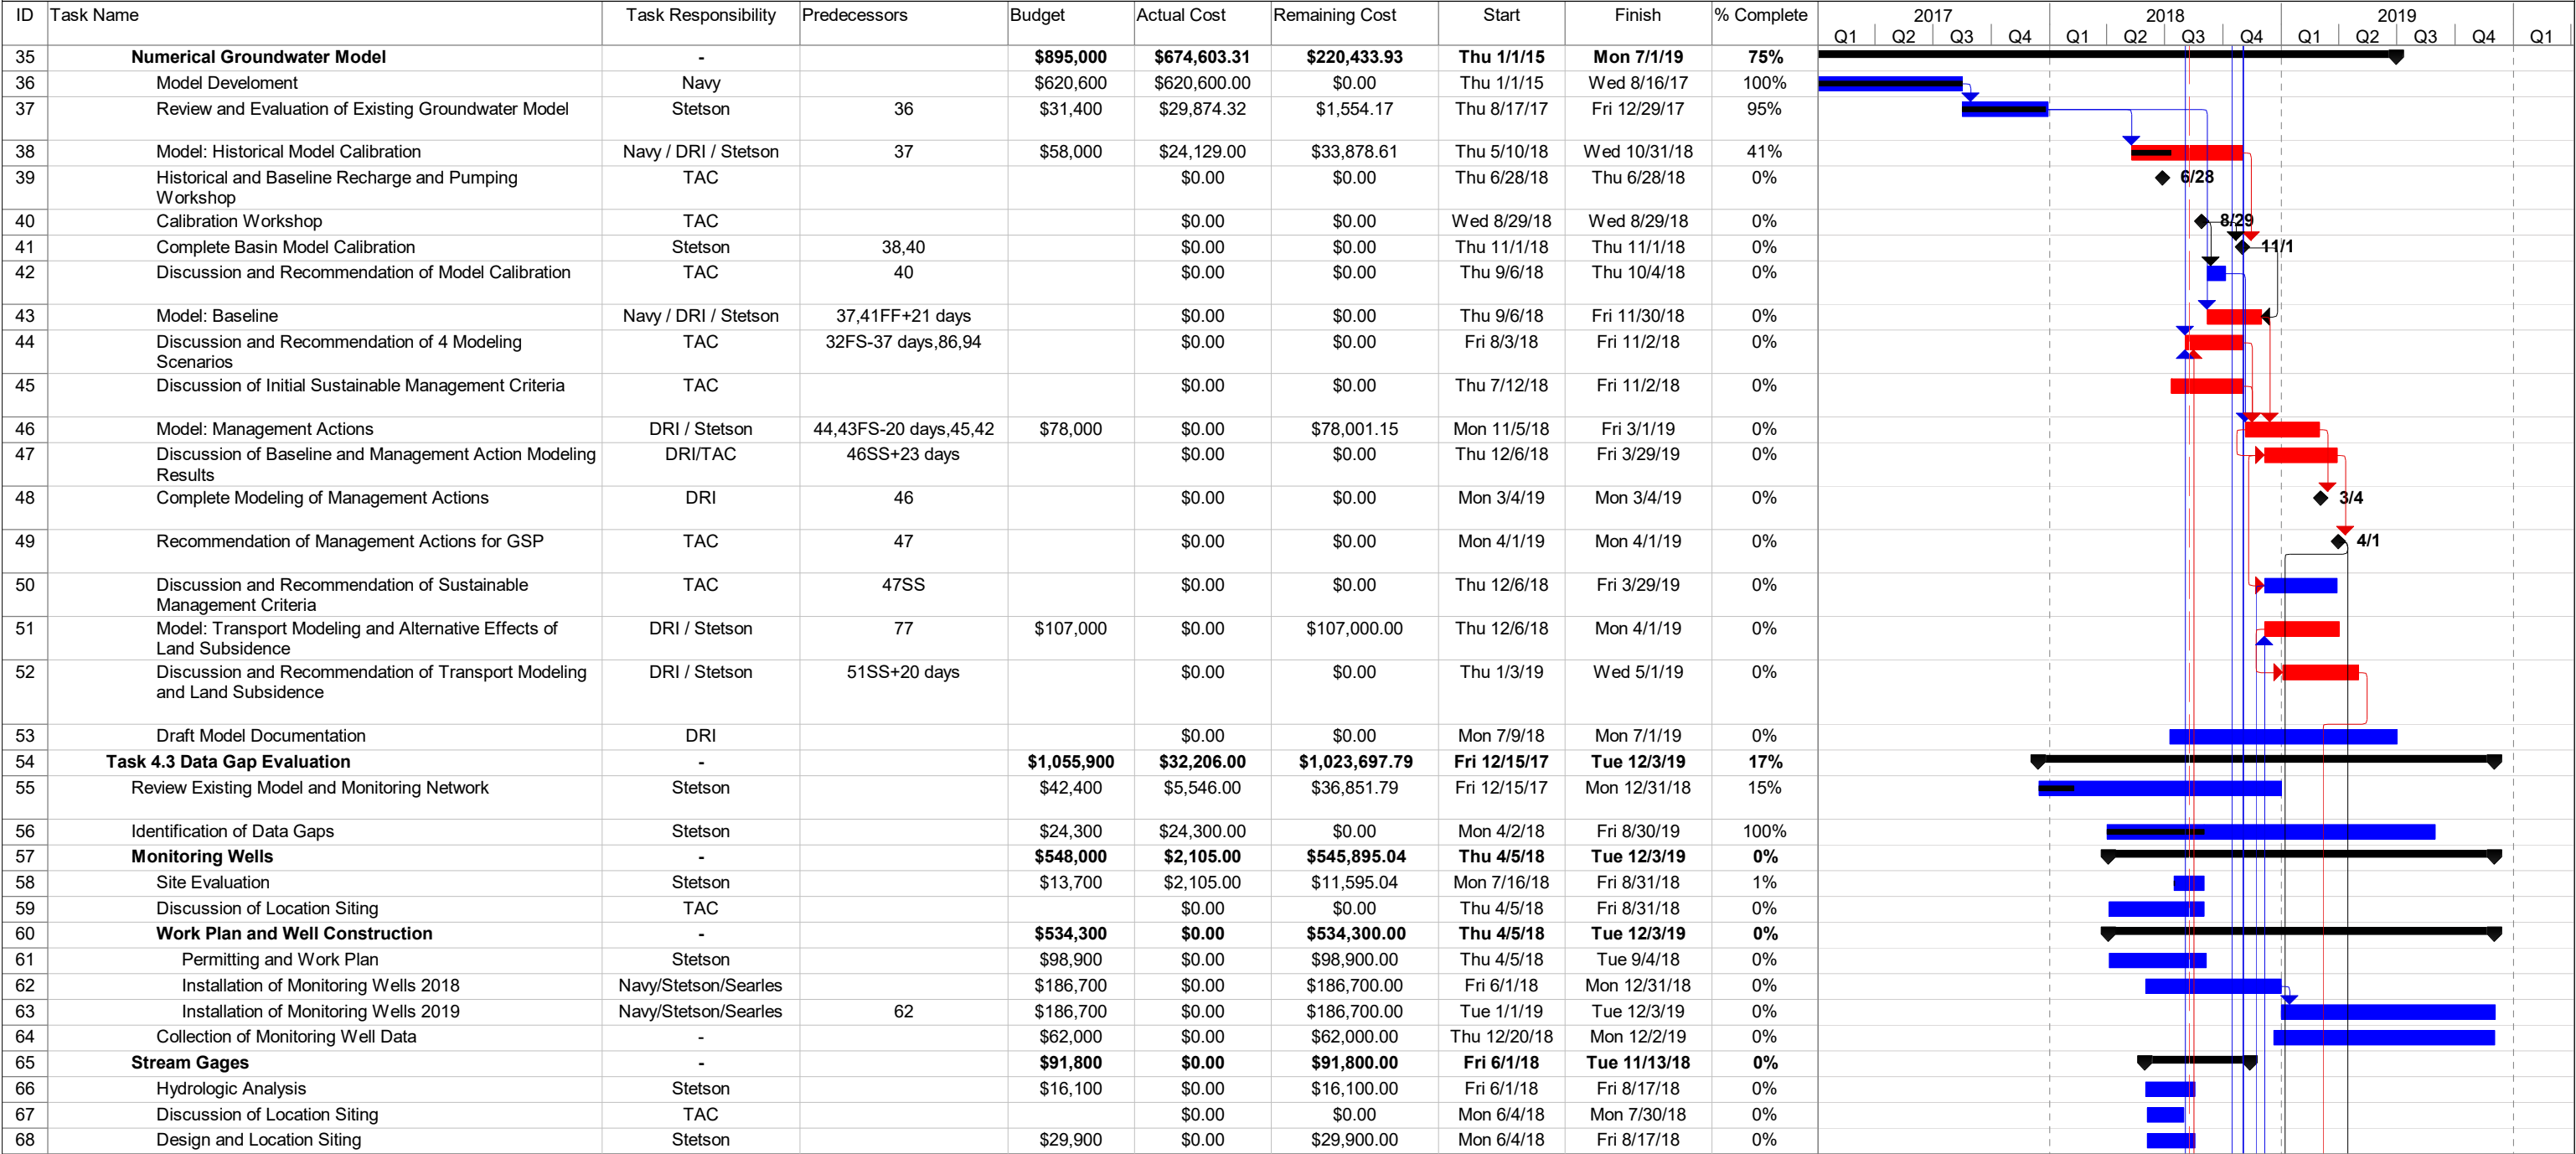 ID Task Name Task Responsibility Predecessors Budget Actual Cost Remaining Cost Start Finish % Complete 2017 2018 2019
Q1 Q2 Q3 Q4 Q1 Q2 Q3 Q4 Q1 Q2 Q3 Q4 Q1
35 Numerical Groundwater Model - $895,000 $674,603.31 $220,433.93 Thu 1/1/15 Mon 7/1/19 75%
36 Model Develoment Navy $620,600 $620,600.00 $0.00 Thu 1/1/15 Wed 8/16/17 100%
37 Review and Evaluation of Existing Groundwater Model Stetson 36 $31,400 $29,874.32 $1,554.17 Thu 8/17/17 Fri 12/29/17 95%
38 Model: Historical Model Calibration Navy / DRI / Stetson 37 $58,000 $24,129.00 $33,878.61 Thu 5/10/18 Wed 10/31/18 41%
39 Historical and Baseline Recharge and Pumping TAC $0.00 $0.00 Thu 6/28/18 Thu 6/28/18 0% 6/28
Workshop
40 Calibration Workshop TAC $0.00 $0.00 Wed 8/29/18 Wed 8/29/18 0% 8/29
41 Complete Basin Model Calibration Stetson 38,40 $0.00 $0.00 Thu 11/1/18 Thu 11/1/18 0% 11/1
42 Discussion and Recommendation of Model Calibration TAC 40 $0.00 $0.00 Thu 9/6/18 Thu 10/4/18 0%
43 Model: Baseline Navy / DRI / Stetson 37,41FF+21 days $0.00 $0.00 Thu 9/6/18 Fri 11/30/18 0%
44 Discussion and Recommendation of 4 Modeling TAC 32FS-37 days,86,94 $0.00 $0.00 Fri 8/3/18 Fri 11/2/18 0%
Scenarios
45 Discussion of Initial Sustainable Management Criteria TAC $0.00 $0.00 Thu 7/12/18 Fri 11/2/18 0%
46 Model: Management Actions DRI / Stetson 44,43FS-20 days,45,42 $78,000 $0.00 $78,001.15 Mon 11/5/18 Fri 3/1/19 0%
47 Discussion of Baseline and Management Action Modeling DRI/TAC 46SS+23 days $0.00 $0.00 Thu 12/6/18 Fri 3/29/19 0%
Results
48 Complete Modeling of Management Actions DRI 46 $0.00 $0.00 Mon 3/4/19 Mon 3/4/19 0% 3/4
49 Recommendation of Management Actions for GSP TAC 47 $0.00 $0.00 Mon 4/1/19 Mon 4/1/19 0% 4/1
50 Discussion and Recommendation of Sustainable TAC 47SS $0.00 $0.00 Thu 12/6/18 Fri 3/29/19 0%
Management Criteria
51 Model: Transport Modeling and Alternative Effects of DRI / Stetson 77 $107,000 $0.00 $107,000.00 Thu 12/6/18 Mon 4/1/19 0%
Land Subsidence
52 Discussion and Recommendation of Transport Modeling DRI / Stetson 51SS+20 days $0.00 $0.00 Thu 1/3/19 Wed 5/1/19 0%
and Land Subsidence
53 Draft Model Documentation DRI $0.00 $0.00 Mon 7/9/18 Mon 7/1/19 0%
54 Task 4.3 Data Gap Evaluation - $1,055,900 $32,206.00 $1,023,697.79 Fri 12/15/17 Tue 12/3/19 17%
55 Review Existing Model and Monitoring Network Stetson $42,400 $5,546.00 $36,851.79 Fri 12/15/17 Mon 12/31/18 15%
56 Identification of Data Gaps Stetson $24,300 $24,300.00 $0.00 Mon 4/2/18 Fri 8/30/19 100%
57 Monitoring Wells - $548,000 $2,105.00 $545,895.04 Thu 4/5/18 Tue 12/3/19 0%
58 Site Evaluation Stetson $13,700 $2,105.00 $11,595.04 Mon 7/16/18 Fri 8/31/18 1%
59 Discussion of Location Siting TAC $0.00 $0.00 Thu 4/5/18 Fri 8/31/18 0%
60 Work Plan and Well Construction - $534,300 $0.00 $534,300.00 Thu 4/5/18 Tue 12/3/19 0%
61 Permitting and Work Plan Stetson $98,900 $0.00 $98,900.00 Thu 4/5/18 Tue 9/4/18 0%
62 Installation of Monitoring Wells 2018 Navy/Stetson/Searles $186,700 $0.00 $186,700.00 Fri 6/1/18 Mon 12/31/18 0%
63 Installation of Monitoring Wells 2019 Navy/Stetson/Searles 62 $186,700 $0.00 $186,700.00 Tue 1/1/19 Tue 12/3/19 0%
64 Collection of Monitoring Well Data - $62,000 $0.00 $62,000.00 Thu 12/20/18 Mon 12/2/19 0%
65 Stream Gages - $91,800 $0.00 $91,800.00 Fri 6/1/18 Tue 11/13/18 0%
66 Hydrologic Analysis Stetson $16,100 $0.00 $16,100.00 Fri 6/1/18 Fri 8/17/18 0%
67 Discussion of Location Siting TAC $0.00 $0.00 Mon 6/4/18 Mon 7/30/18 0%
68 Design and Location Siting Stetson $29,900 $0.00 $29,900.00 Mon 6/4/18 Fri 8/17/18 0%